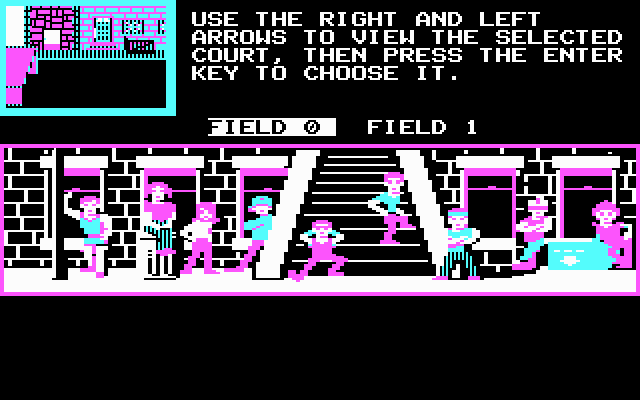 USE THE RIGHT AND LEFT
ARROWS TO VIEW THE SELECTED
COURT, THEN PRESS THE ENTER
KEY TO CHOOSE IT.
FIELD 0 FIELD 1